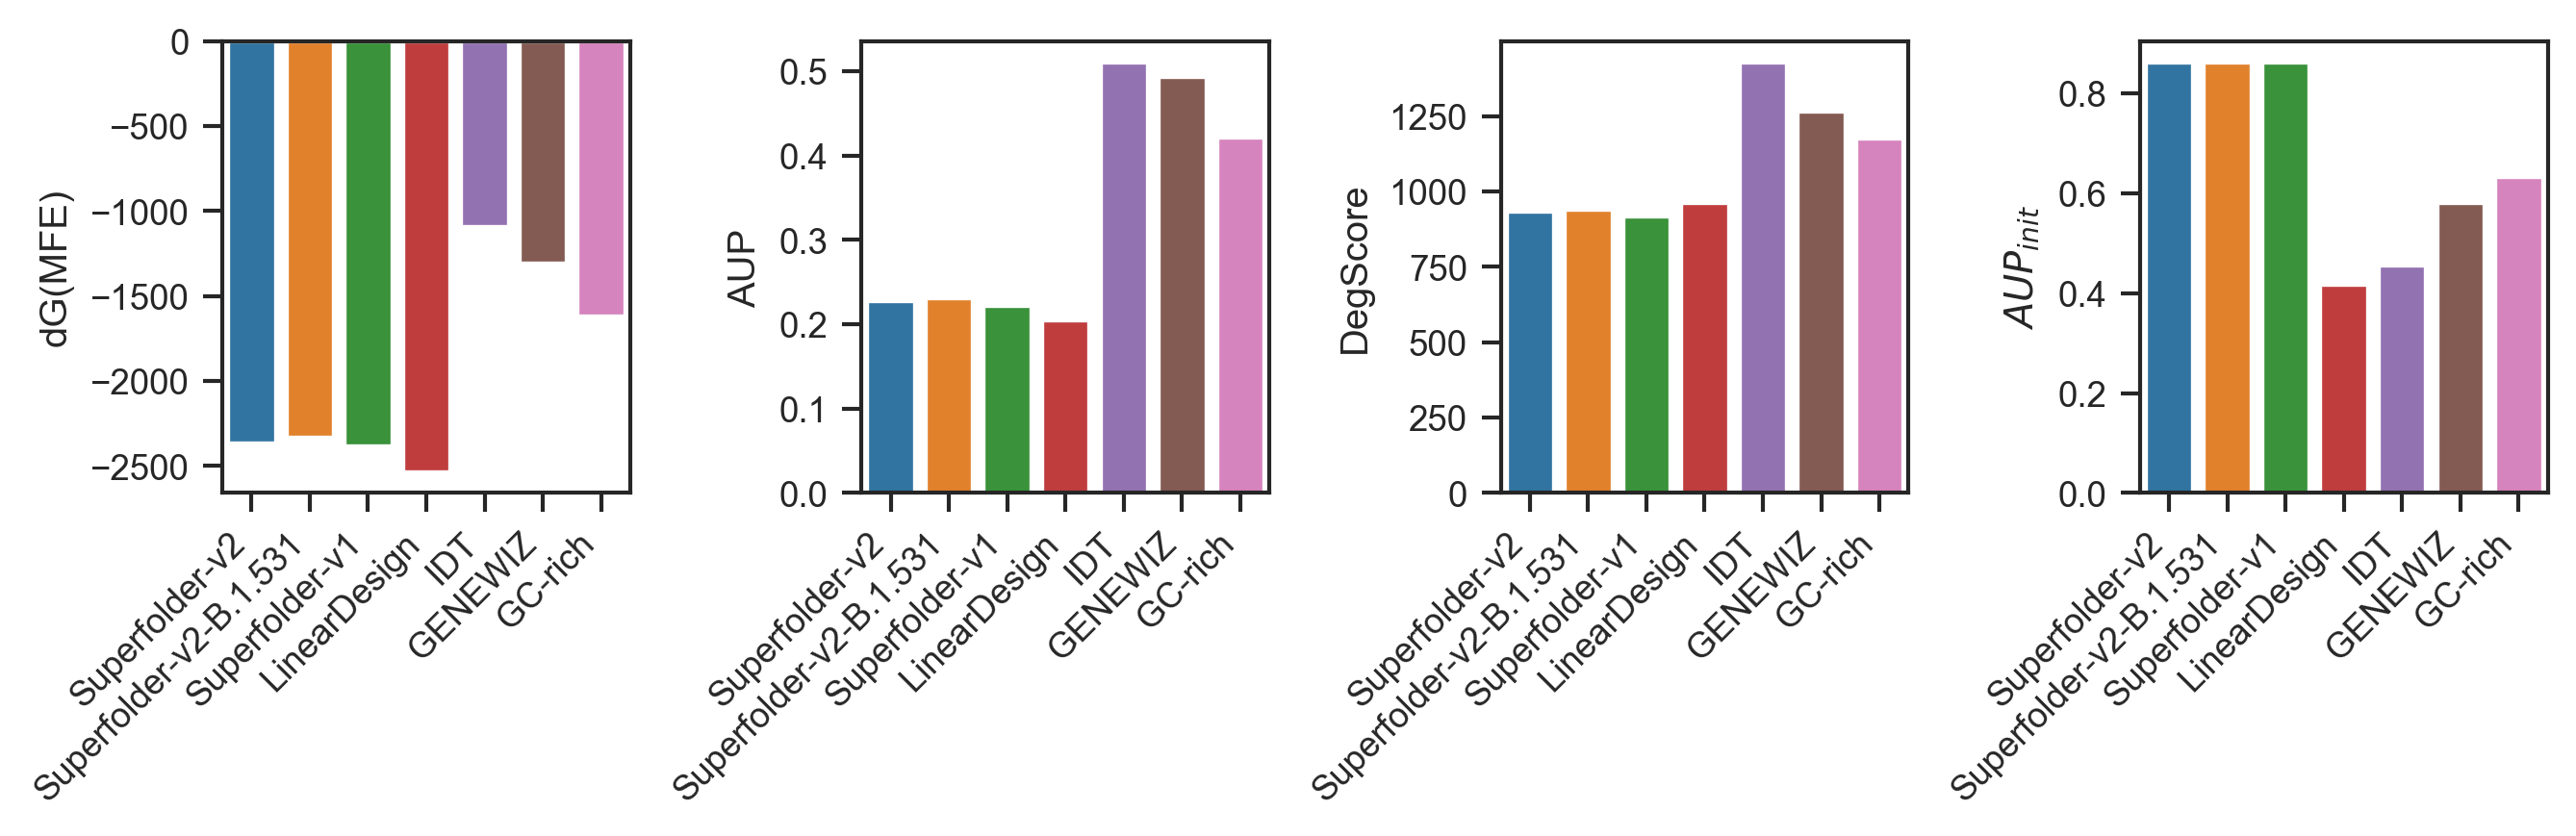 dG(MFE)
0
−500
−1000
−1500
−2000
−2500
Superfolder-v2
Superfolder-v2-B.1.531
Superfolder-v1
LinearDesign
IDT
GENEWIZ
GC-rich
AUP
0.5
0.4
0.3
0.2
0.1
0.0
Superfolder-v2
Superfolder-v2-B.1.531
Superfolder-v1
LinearDesign
IDT
GENEWIZ
GC-rich
DegScore
1250
1000
750
500
250
0
Superfolder-v2
Superfolder-v2-B.1.531
Superfolder-v1
LinearDesign
IDT
GENEWIZ
GC-rich
AUP_init
0.8
0.6
0.4
0.2
0.0
Superfolder-v2
Superfolder-v2-B.1.531
Superfolder-v1
LinearDesign
IDT
GENEWIZ
GC-rich